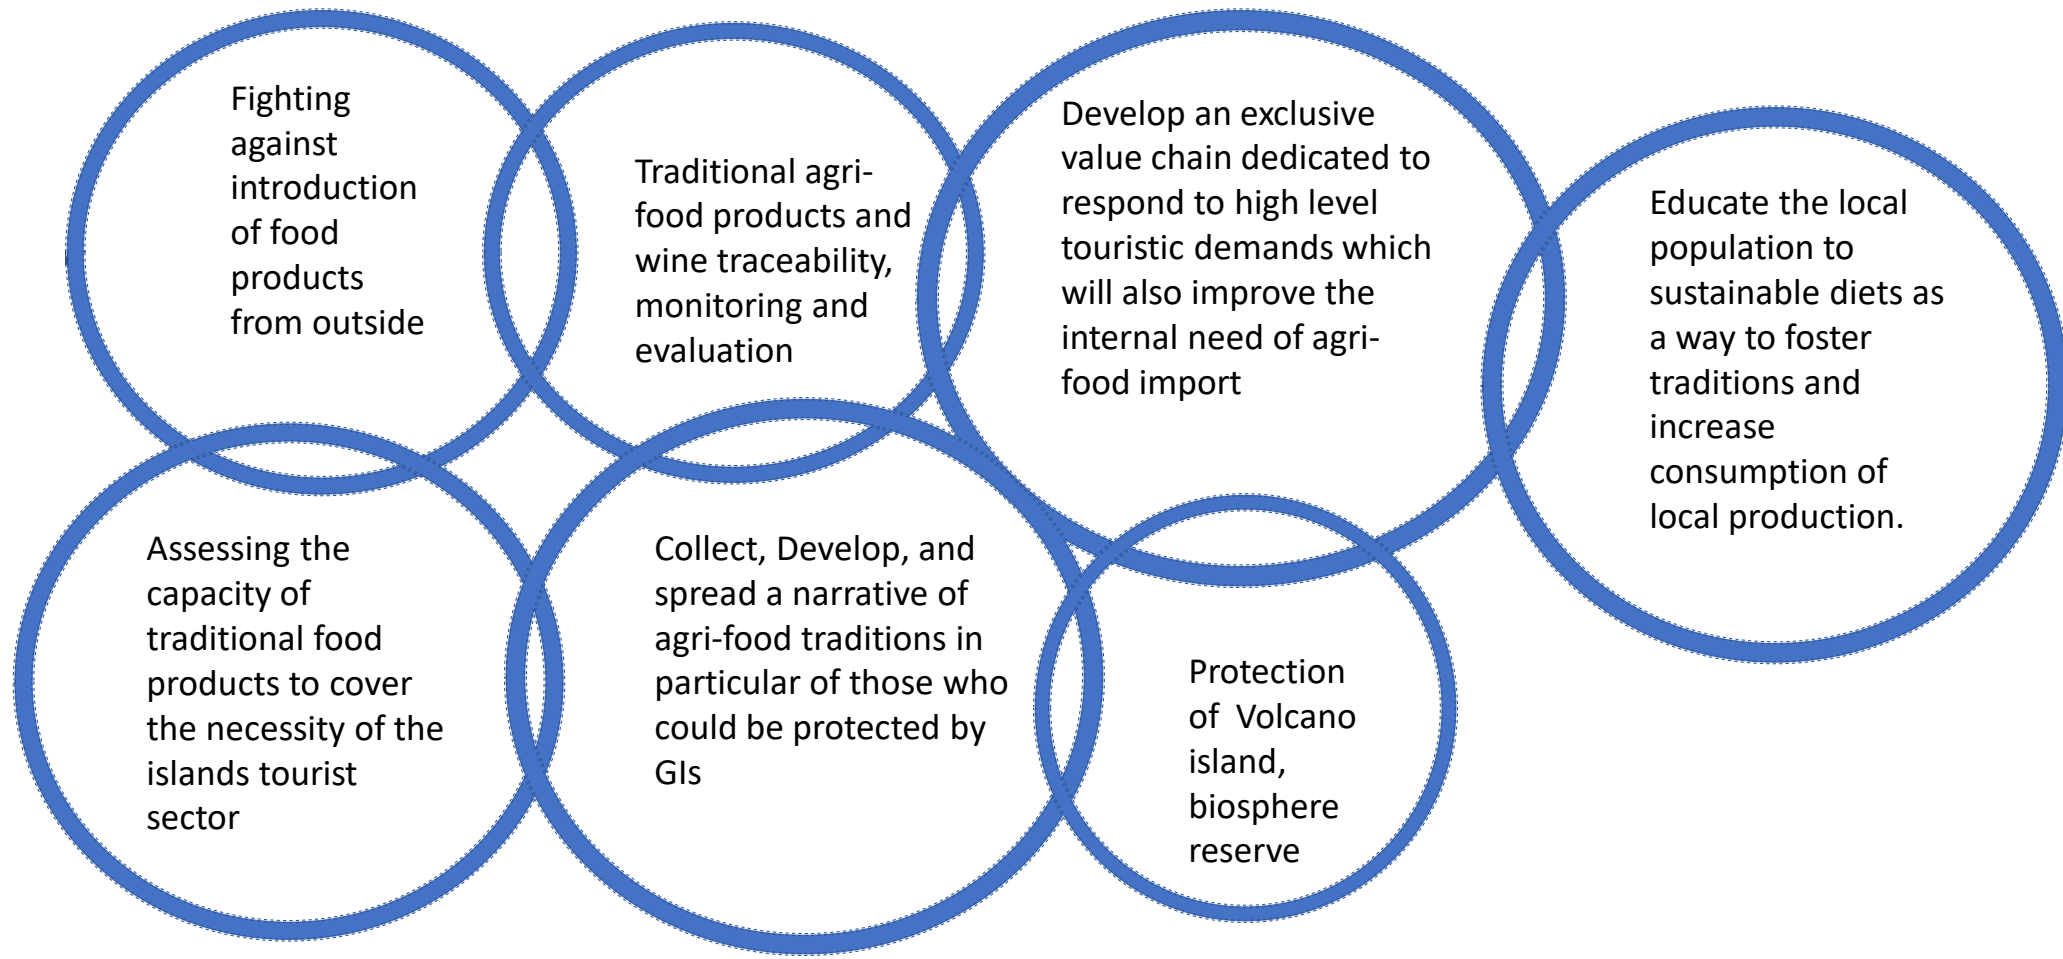 Fighting
against
introduction
of food
products
from outside
Traditional agri-
food products and
wine traceability,
monitoring and
evaluation
Develop an exclusive
value chain dedicated to
respond to high level
touristic demands which
will also improve the
internal need of agri-
food import
Educate the local
population to
sustainable diets as
a way to foster
traditions and
increase
consumption of
local production.
Assessing the
capacity of
traditional food
products to cover
the necessity of the
islands tourist
sector
Collect, Develop, and
spread a narrative of
agri-food traditions in
particular of those who
could be protected by
GIs
Protection
of  Volcano
island,
biosphere
reserve